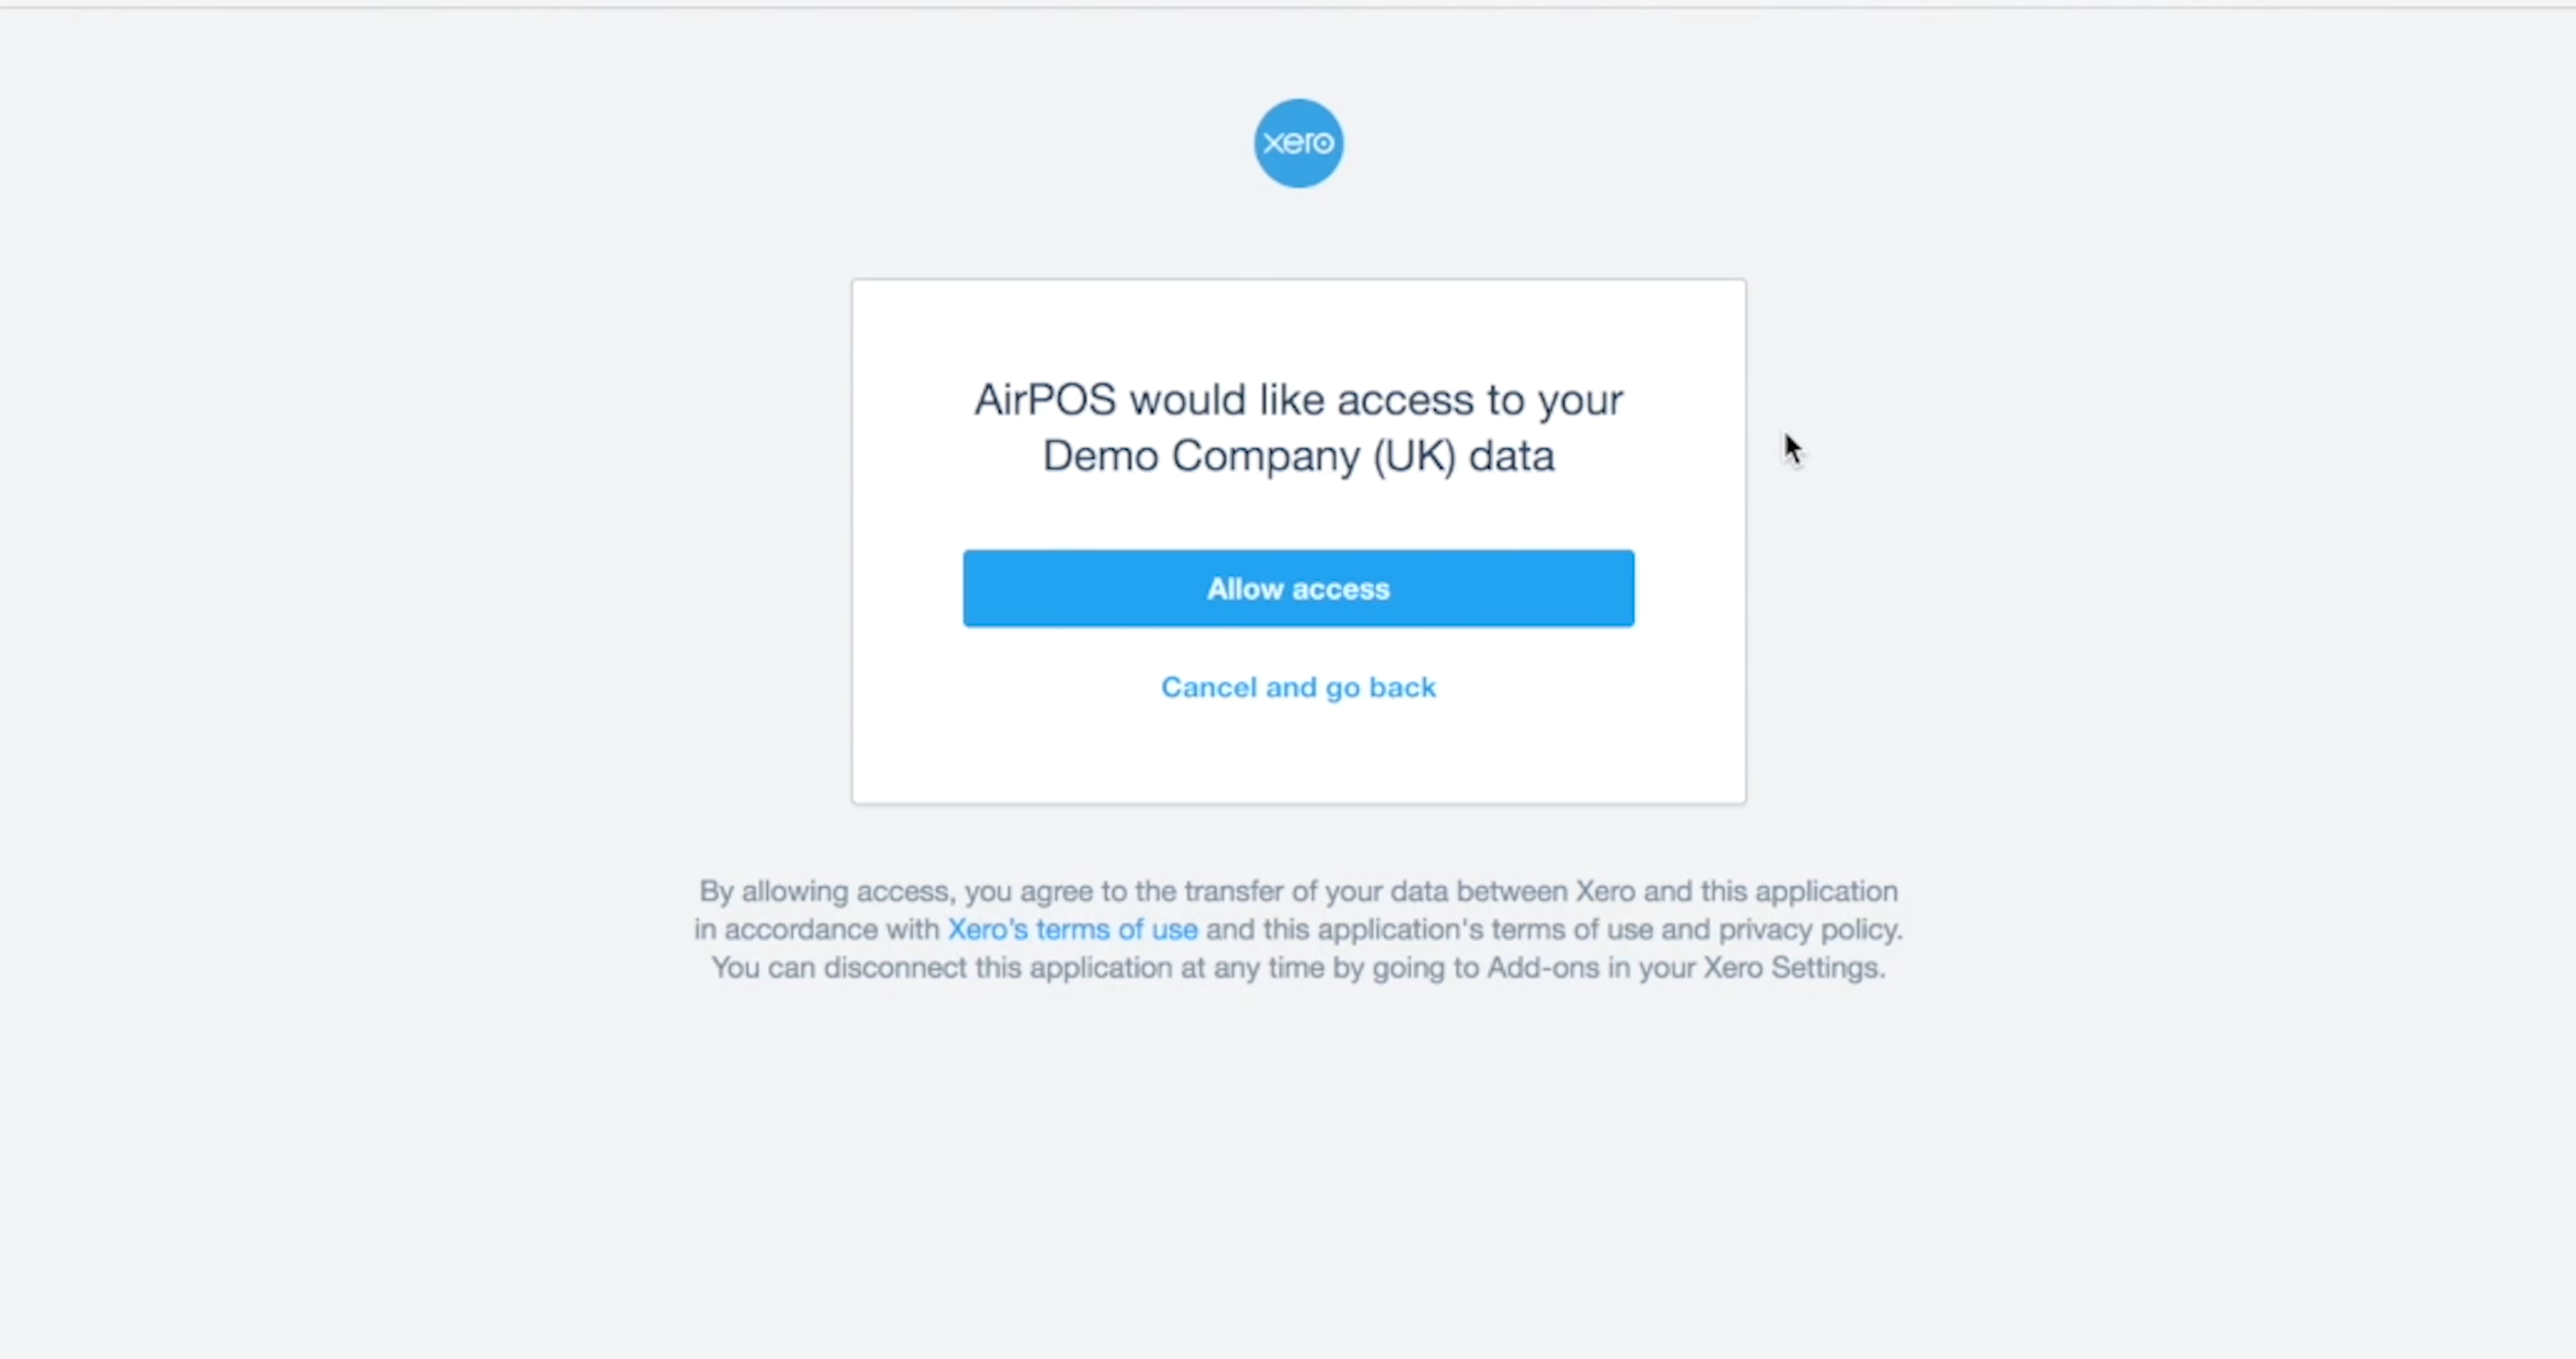 xero
AirPOS would like access to your
Demo Company (UK) data
Allow access
Cancel and go back
By allowing access, you agree to the transfer of your data between Xero and this application
in accordance with Xero’s terms of use and this application's terms of use and privacy policy.
You can disconnect this application at any time by going to Add-ons in your Xero Settings.